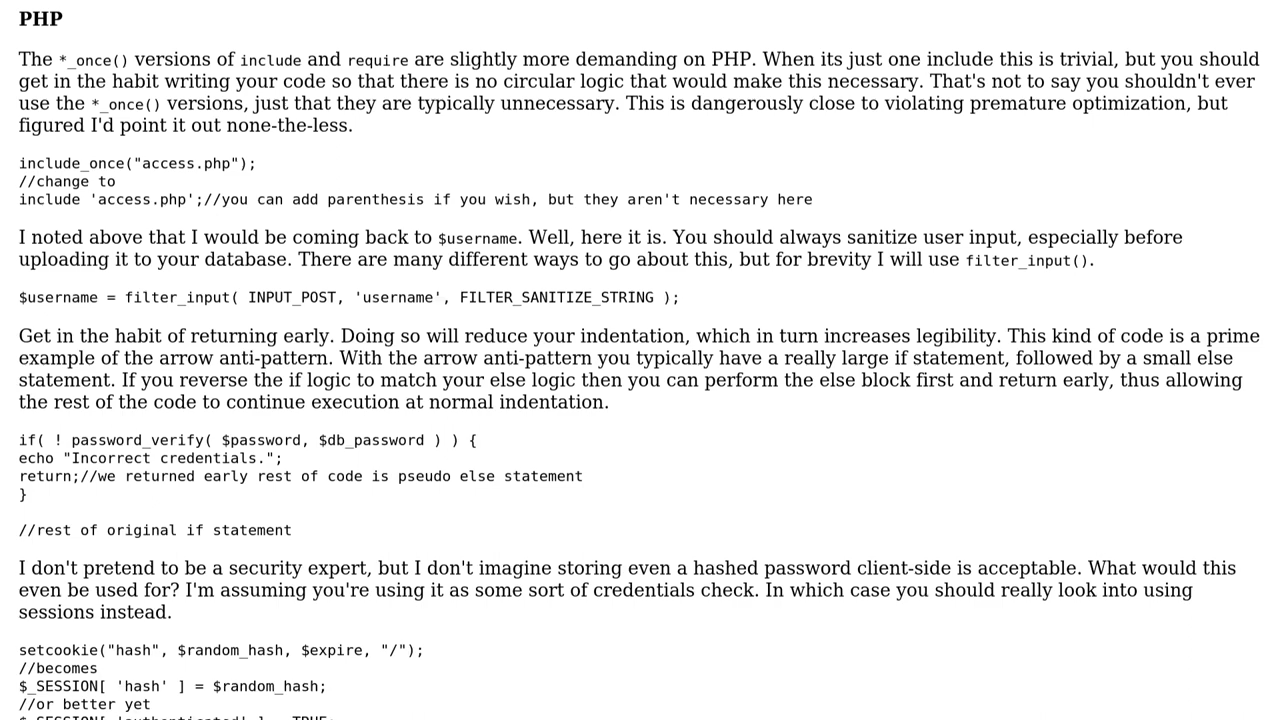 PHP
The *_once() versions of include and require are slightly more demanding on PHP. When its just one include this is trivial, but you should
get in the habit writing your code so that there is no circular logic that would make this necessary. That's not to say you shouldn't ever
use the *_once() versions, just that they are typically unnecessary. This is dangerously close to violating premature optimization, but
figured I'd point it out none-the-less.
include_once("access.php");
//change to
include 'access.php';//you can add parenthesis if you wish, but they aren't necessary here
I noted above that I would be coming back to $username. Well, here it is. You should always sanitize user input, especially before
uploading it to your database. There are many different ways to go about this, but for brevity I will use filter_input().
$username = filter_input( INPUT_POST, 'username', FILTER_SANITIZE_STRING );
Get in the habit of returning early. Doing so will reduce your indentation, which in turn increases legibility. This kind of code is a prime
example of the arrow anti-pattern. With the arrow anti-pattern you typically have a really large if statement, followed by a small else
statement. If you reverse the if logic to match your else logic then you can perform the else block first and return early, thus allowing
the rest of the code to continue execution at normal indentation.
if( ! password_verify( $password, $db_password ) ) {
echo "Incorrect credentials.";
return;//we returned early rest of code is pseudo else statement
}
//rest of original if statement
I don't pretend to be a security expert, but I don't imagine storing even a hashed password client-side is acceptable. What would this
even be used for? I'm assuming you're using it as some sort of credentials check. In which case you should really look into using
sessions instead.
setcookie("hash", $random_hash, $expire, "/");
//becomes
$_SESSION[ 'hash' ] = $random_hash;
//or better yet
$_SESSION[ 'authenticated' ] = TRUE;